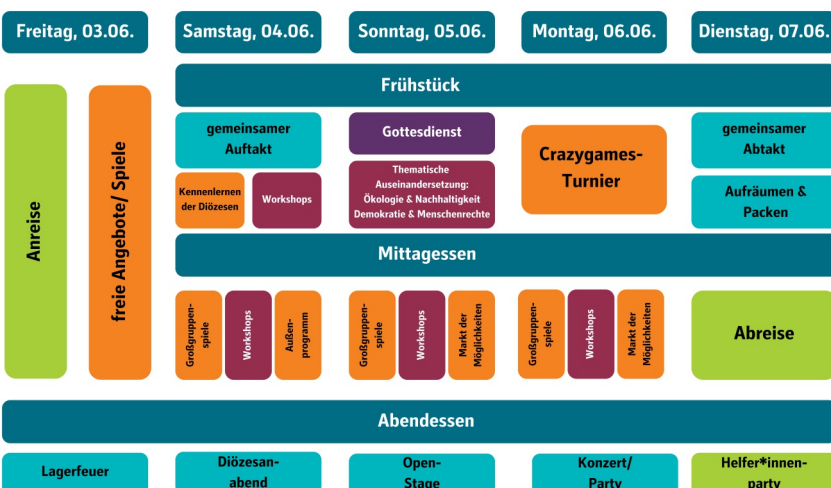 Freitag, 03.06.
Samstag, 04.06.
Sonntag, 05.06.
Montag, 06.06.
Dienstag, 07.06.
Anreise
freie Angebote/ Spiele
Frühstück
gemeinsamer
Auftakt
Gottesdienst
Crazygames-
Turnier
gemeinsamer
Abtakt
Kennenlernen
der Diözesen
Workshops
Thematische
Auseinandersetzung:
Ökologie & Nachhaltigkeit
Demokratie & Menschenrechte
Aufräumen &
Packen
Mittagessen
Großgruppen-
spiele
Workshops
Außen-
programm
Großgruppen-
spiele
Workshops
Markt der
Möglichkeiten
Großgruppen-
spiele
Workshops
Markt der
Möglichkeiten
Abreise
Abendessen
Lagerfeuer
Diözesan-
abend
Open-
Stage
Konzert/
Party
Helfer*innen-
party